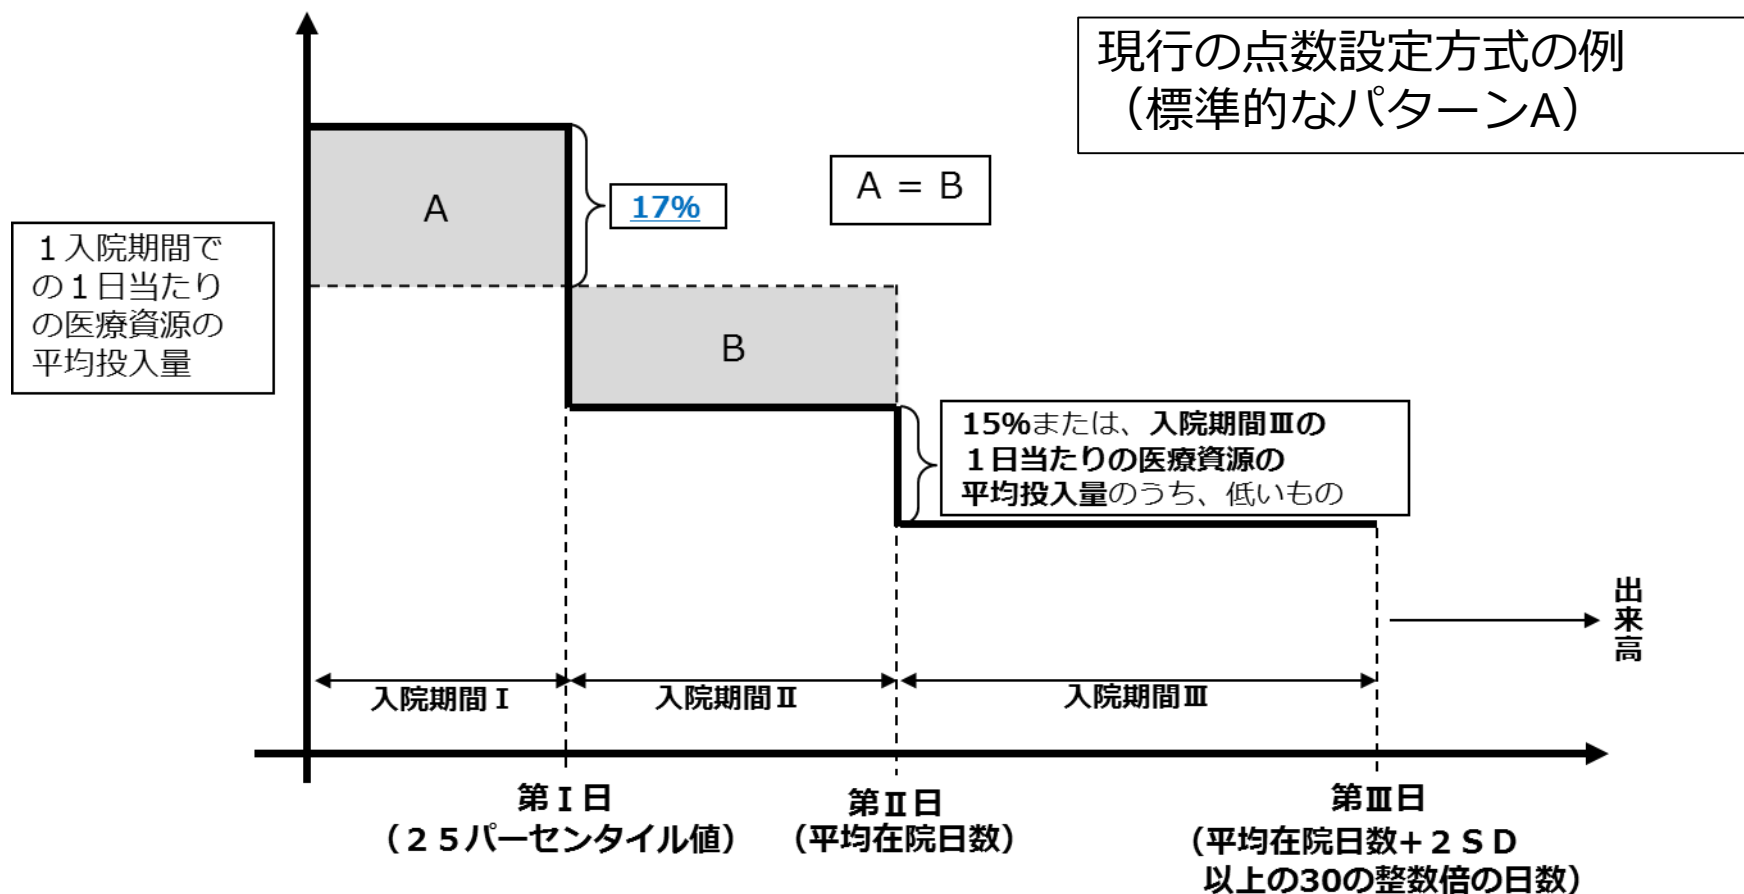 現行の点数設定方式の例
（標準的なパターンA）
A
17%
A = B
１入院期間で
の１日当たり
の医療資源の
平均投入量
B
15%または、入院期間Ⅲの
１日当たりの医療資源の
平均投入量のうち、低いもの
出来高
入院期間Ⅰ
入院期間Ⅱ
入院期間Ⅲ
第Ⅰ日
（２５パーセンタイル値）
第Ⅱ日
（平均在院日数）
第Ⅲ日
（平均在院日数+２ＳＤ
以上の30の整数倍の日数）